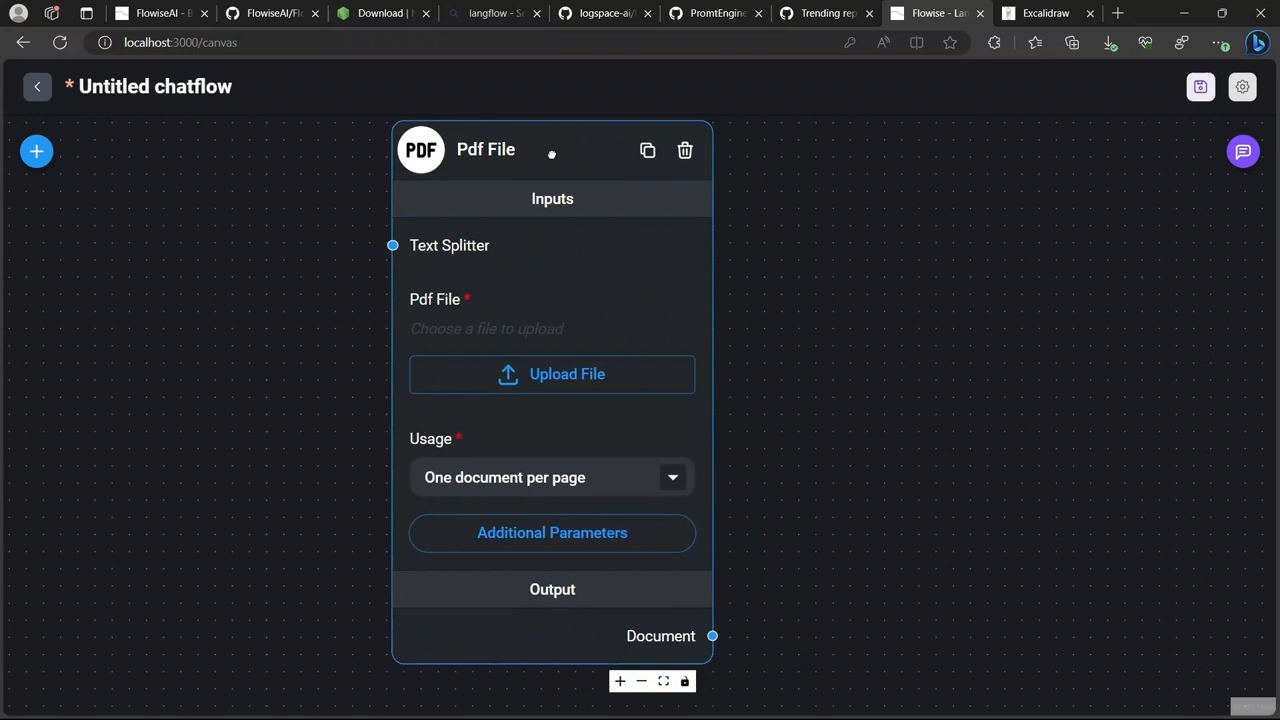 FlowiseAI - B
FlowiseAI/Fl
Download | N
langflow - Se
logspace-ai/
PromtEngine
Trending rep
Flowise - Lan
Excalidraw
localhost:3000/canvas
* Untitled chatflow
PDF
Pdf File
Inputs
Text Splitter
Pdf File *
Choose a file to upload
Upload File
Usage *
One document per page
Additional Parameters
Output
Document